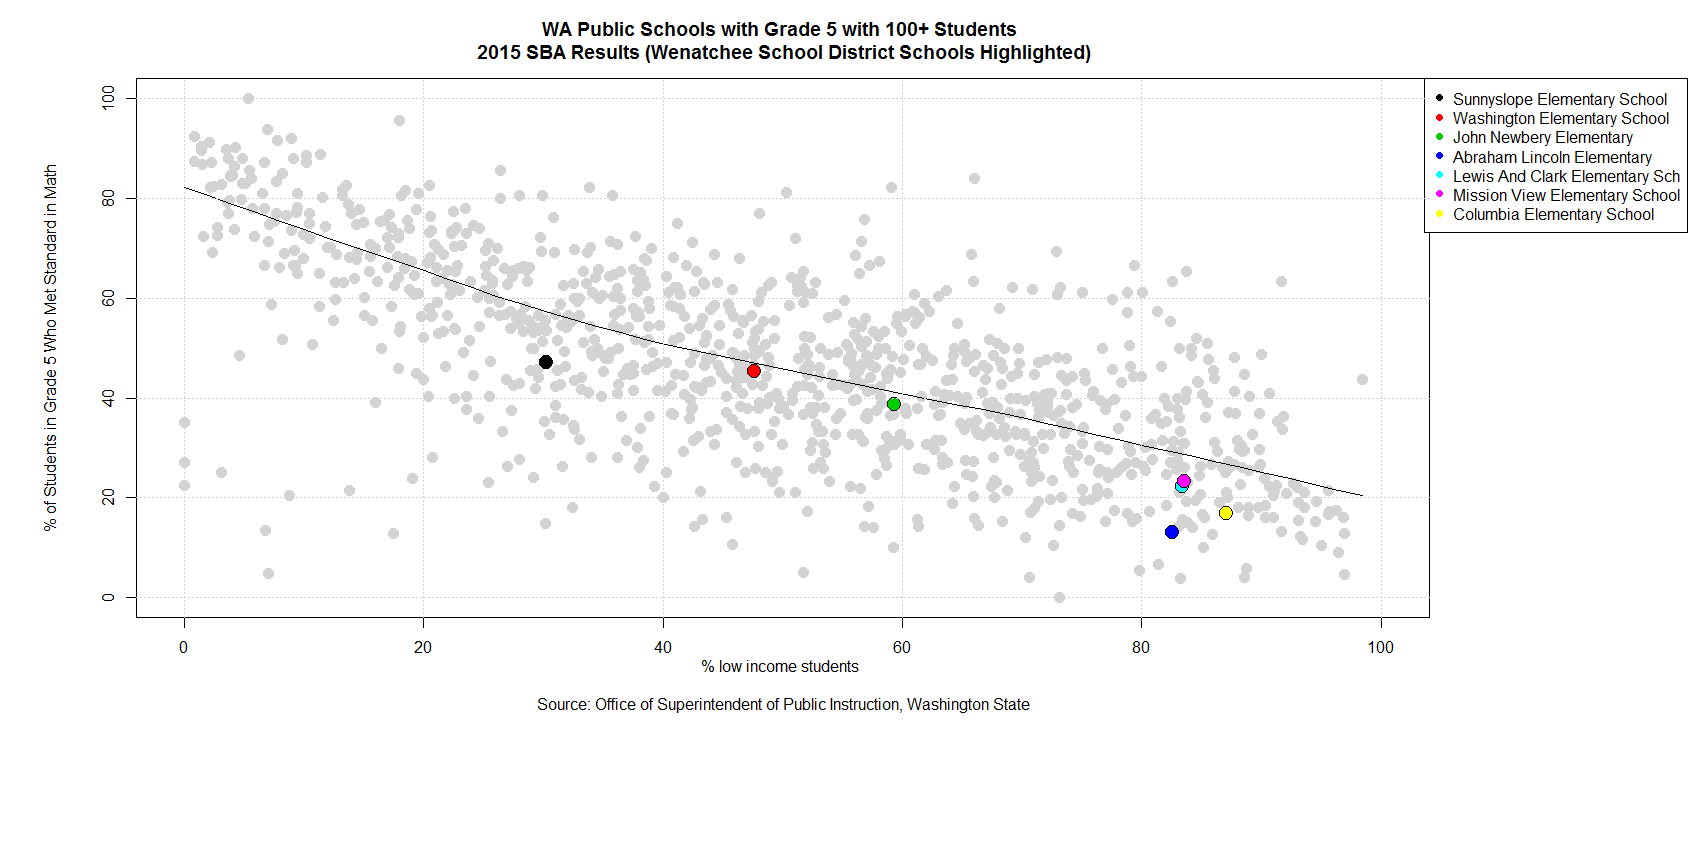 WA Public Schools with Grade 5 with 100+ Students
2015 SBA Results (Wenatchee School District Schools Highlighted)
% of Students in Grade 5 Who Met Standard in Math
100
80
60
40
20
0
0 20 40 60 80 100
% low income students
Source: Office of Superintendent of Public Instruction, Washington State
Sunnyslope Elementary School
Washington Elementary School
John Newbery Elementary
Abraham Lincoln Elementary
Lewis And Clark Elementary Sch
Mission View Elementary School
Columbia Elementary School